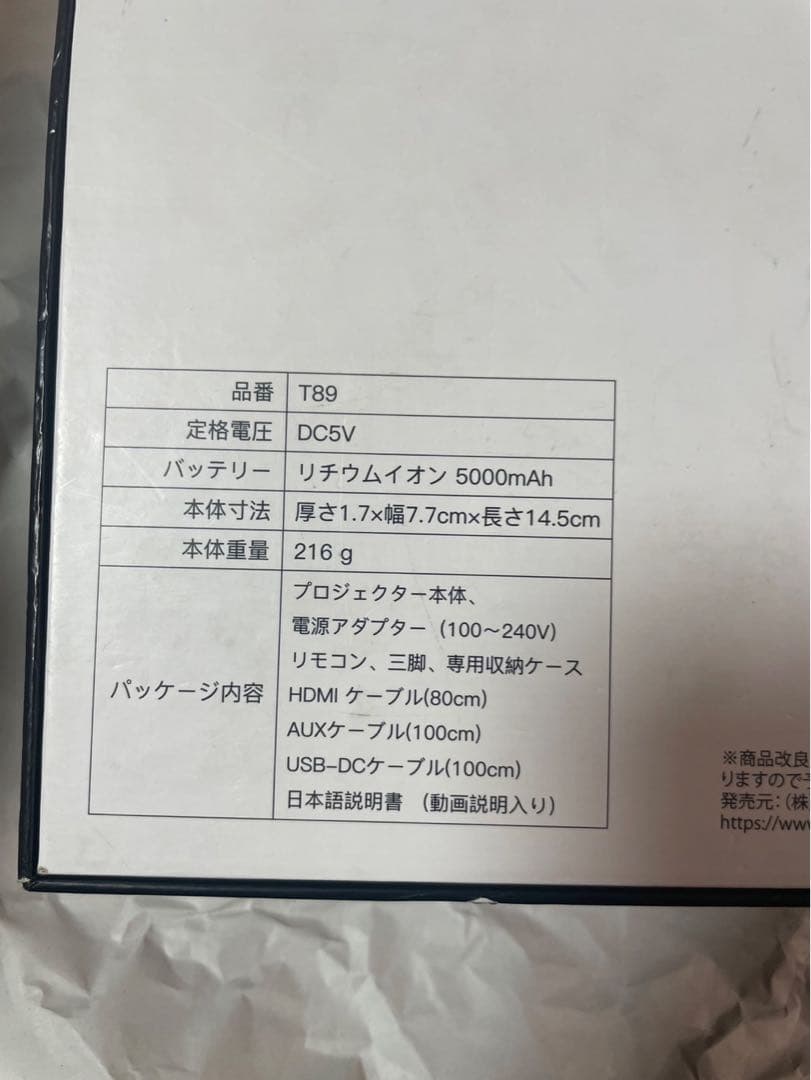 品番 T89
定格電圧 DC5V
バッテリー リチウムイオン 5000mAh
本体寸法 厚さ1.7×幅7.7cm×長さ14.5cm
本体重量 216 g
パッケージ内容
プロジェクター本体、
電源アダプター（100〜240V）
リモコン、三脚、専用収納ケース
HDMI ケーブル(80cm)
AUXケーブル(100cm)
USB-DCケーブル(100cm)
日本語説明書 （動画説明入り）
※商品改良
りますので予
発売元：（株
https://www